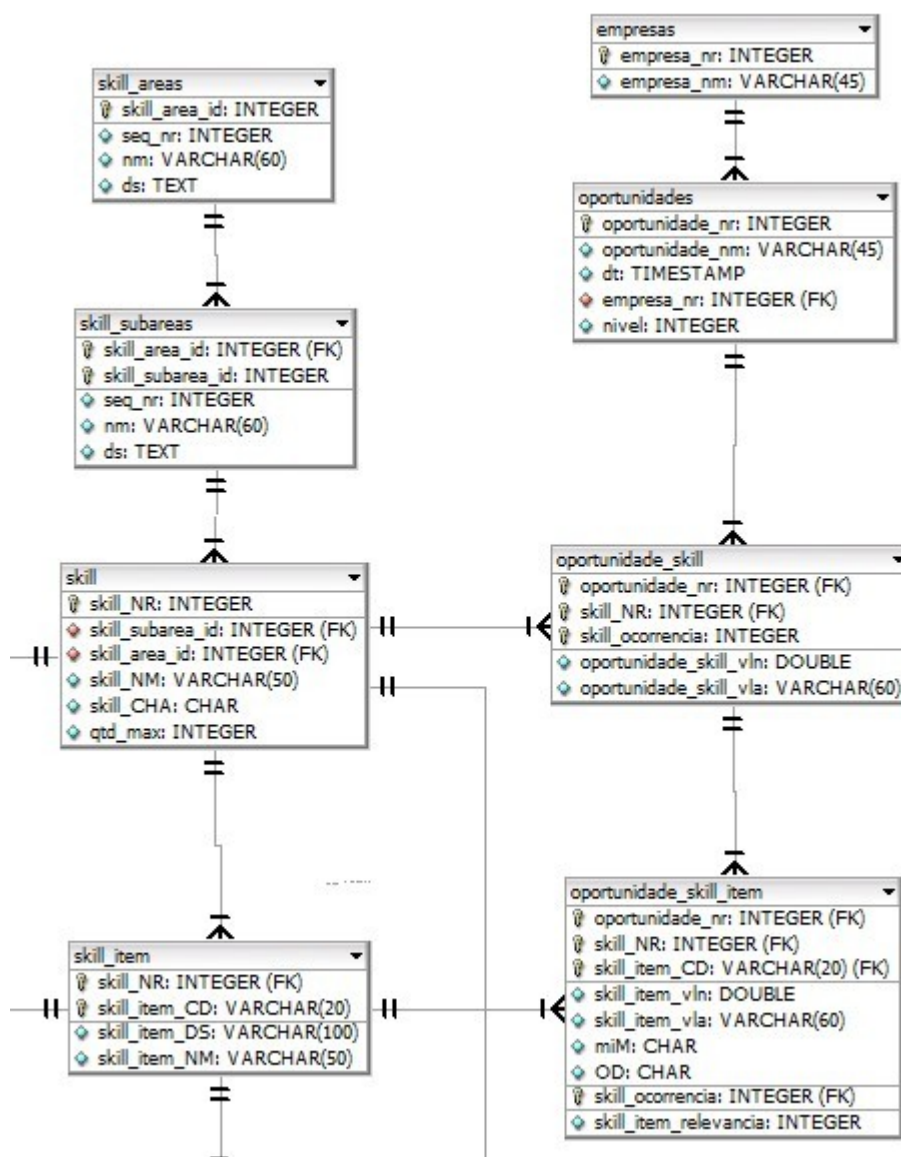 empresas
empresa_nr: INTEGER
empresa_nm: VARCHAR(45)
skill_areas
skill_area_id: INTEGER
seq_nr: INTEGER
nm: VARCHAR(60)
ds: TEXT
oportunidades
oportunidade_nr: INTEGER
oportunidade_nm: VARCHAR(45)
dt: TIMESTAMP
empresa_nr: INTEGER (FK)
nivel: INTEGER
skill_subareas
skill_area_id: INTEGER (FK)
skill_subarea_id: INTEGER
seq_nr: INTEGER
nm: VARCHAR(60)
ds: TEXT
oportunidade_skill
oportunidade_nr: INTEGER (FK)
skill_NR: INTEGER (FK)
skill_ocorrencia: INTEGER
oportunidade_skill_vln: DOUBLE
oportunidade_skill_vla: VARCHAR(60)
skill
skill_NR: INTEGER
skill_subarea_id: INTEGER (FK)
skill_area_id: INTEGER (FK)
skill_NM: VARCHAR(50)
skill_CHA: CHAR
qtd_max: INTEGER
oportunidade_skill_item
oportunidade_nr: INTEGER (FK)
skill_NR: INTEGER (FK)
skill_item_CD: VARCHAR(20) (FK)
skill_item_vln: DOUBLE
skill_item_vla: VARCHAR(60)
miM: CHAR
OD: CHAR
skill_ocorrencia: INTEGER (FK)
skill_item_relevancia: INTEGER
skill_item
skill_NR: INTEGER (FK)
skill_item_CD: VARCHAR(20)
skill_item_DS: VARCHAR(100)
skill_item_NM: VARCHAR(50)